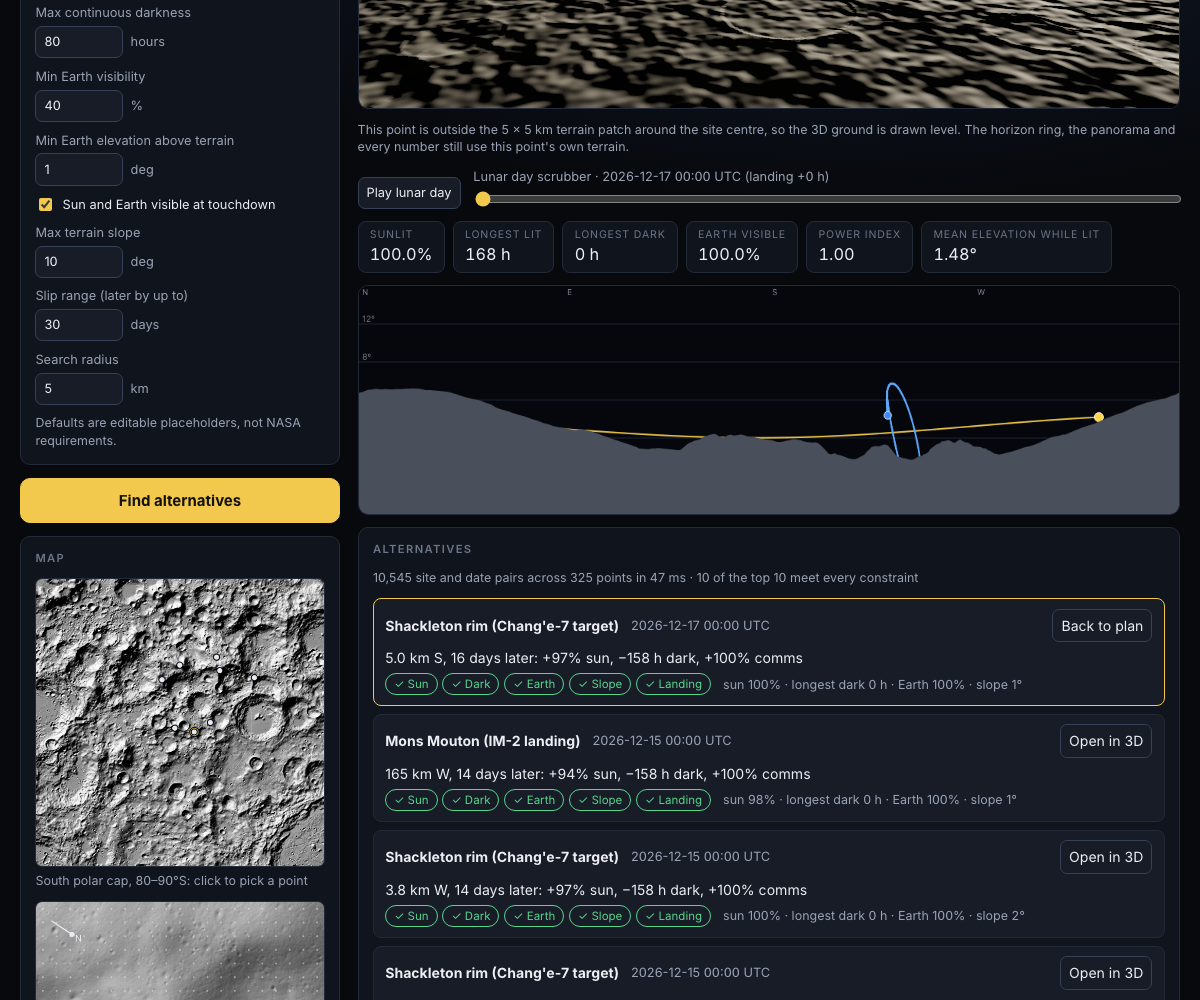 Max continuous darkness
80 hours
Min Earth visibility
40 %
Min Earth elevation above terrain
1 deg
Sun and Earth visible at touchdown
Max terrain slope
10 deg
Slip range (later by up to)
30 days
Search radius
5 km
Defaults are editable placeholders, not NASA
requirements.
Find alternatives
MAP
South polar cap, 80–90°S: click to pick a point
N
This point is outside the 5 × 5 km terrain patch around the site centre, so the 3D ground is drawn level. The horizon ring, the panorama and
every number still use this point's own terrain.
Play lunar day
Lunar day scrubber · 2026-12-17 00:00 UTC (landing +0 h)
SUNLIT
100.0%
LONGEST LIT
168 h
LONGEST DARK
0 h
EARTH VISIBLE
100.0%
POWER INDEX
1.00
MEAN ELEVATION WHILE LIT
1.48°
N E S W
12°
8°
ALTERNATIVES
10,545 site and date pairs across 325 points in 47 ms · 10 of the top 10 meet every constraint
Shackleton rim (Chang'e-7 target) 2026-12-17 00:00 UTC Back to plan
5.0 km S, 16 days later: +97% sun, −158 h dark, +100% comms
✓ Sun ✓ Dark ✓ Earth ✓ Slope ✓ Landing sun 100% · longest dark 0 h · Earth 100% · slope 1°
Mons Mouton (IM-2 landing) 2026-12-15 00:00 UTC Open in 3D
165 km W, 14 days later: +94% sun, −158 h dark, +100% comms
✓ Sun ✓ Dark ✓ Earth ✓ Slope ✓ Landing sun 98% · longest dark 0 h · Earth 100% · slope 1°
Shackleton rim (Chang'e-7 target) 2026-12-15 00:00 UTC Open in 3D
3.8 km W, 14 days later: +97% sun, −158 h dark, +100% comms
✓ Sun ✓ Dark ✓ Earth ✓ Slope ✓ Landing sun 100% · longest dark 0 h · Earth 100% · slope 2°
Shackleton rim (Chang'e-7 target) 2026-12-15 00:00 UTC Open in 3D